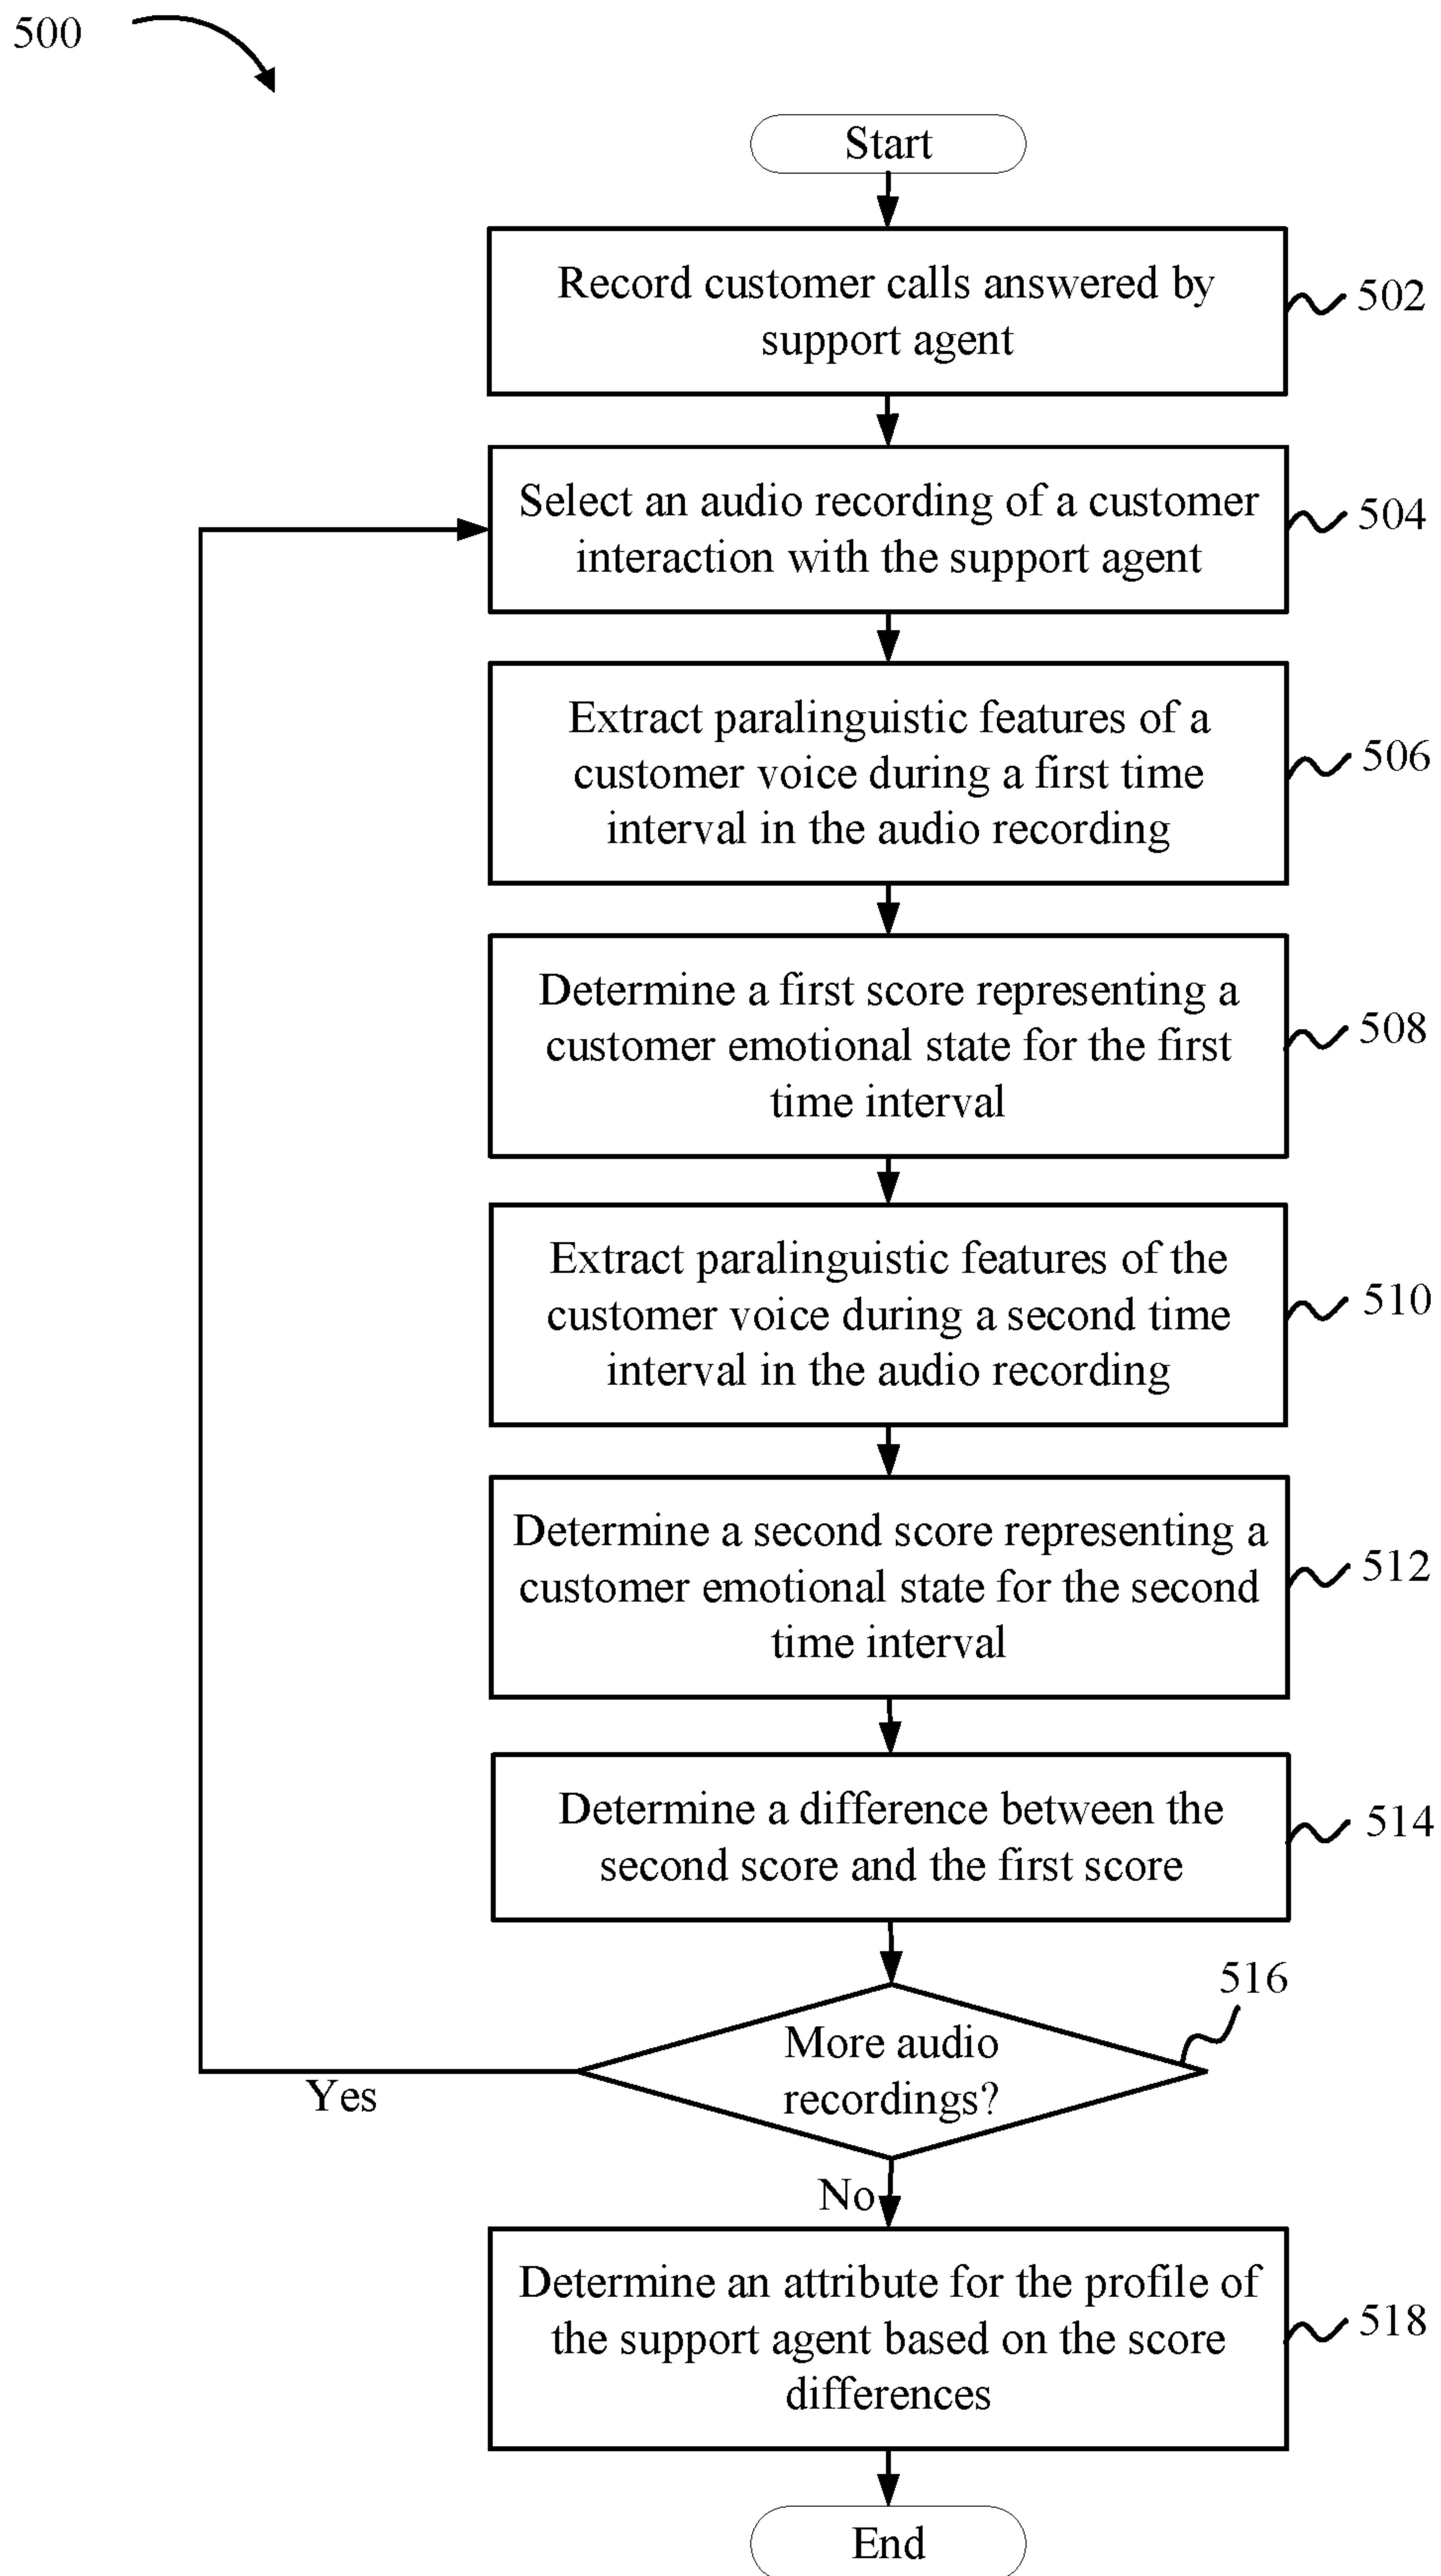 500
Start
Record customer calls answered by
support agent
502
Select an audio recording of a customer
interaction with the support agent
504
Extract paralinguistic features of a
customer voice during a first time
interval in the audio recording
506
Determine a first score representing a
customer emotional state for the first
time interval
508
Extract paralinguistic features of the
customer voice during a second time
interval in the audio recording
510
Determine a second score representing a
customer emotional state for the second
time interval
512
Determine a difference between the
second score and the first score
514
516
More audio
recordings?
Yes
No
Determine an attribute for the profile of
the support agent based on the score
differences
518
End